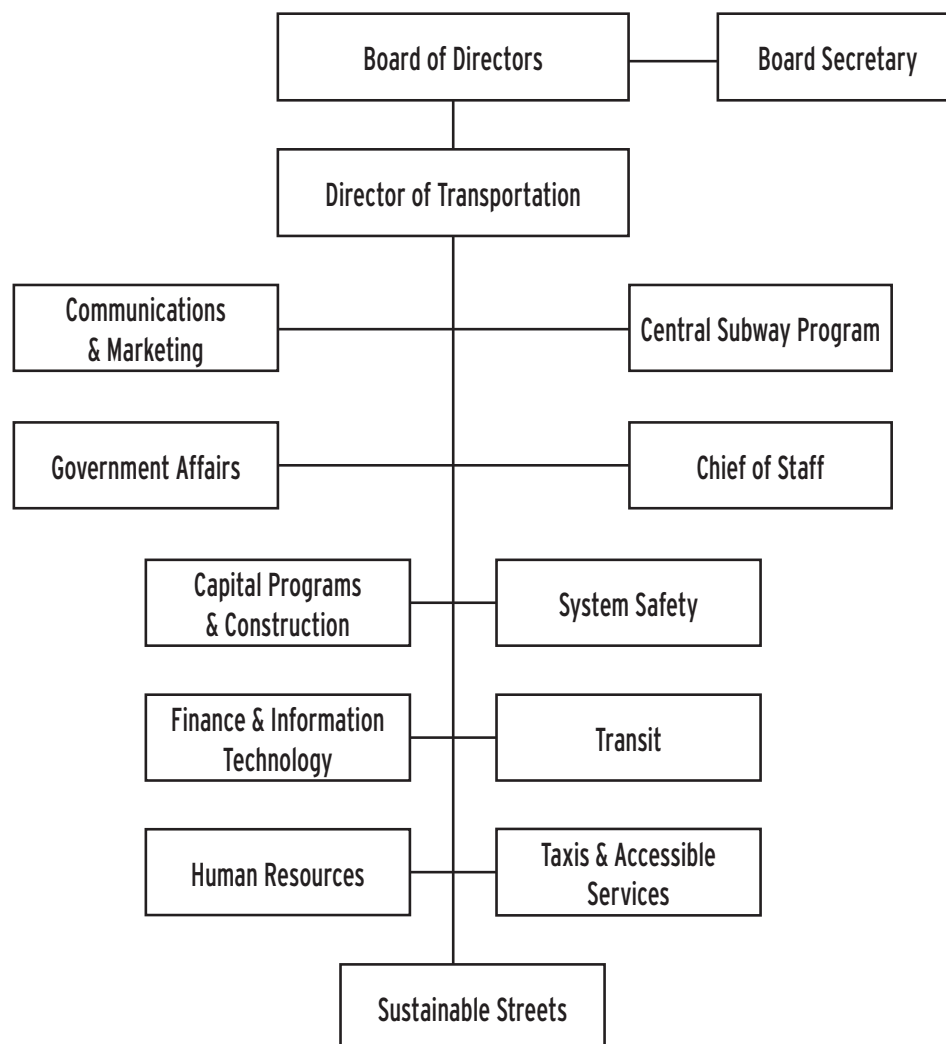 Board of Directors
Board Secretary
Director of Transportation
Communications
& Marketing
Central Subway Program
Government Affairs
Chief of Staff
Capital Programs
& Construction
System Safety
Finance & Information
Technology
Transit
Human Resources
Taxis & Accessible
Services
Sustainable Streets